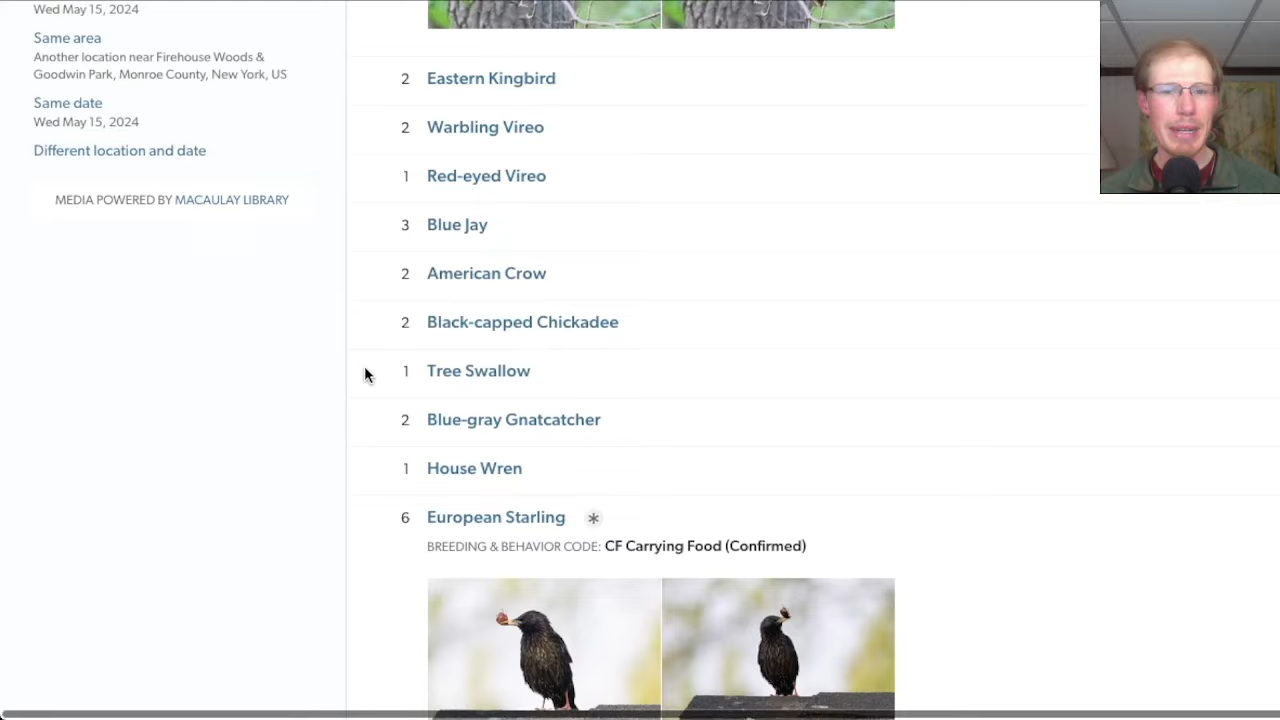 Wed May 15, 2024
Same area
Another location near Firehouse Woods &
Goodwin Park, Monroe County, New York, US
Same date
Wed May 15, 2024
Different location and date
MEDIA POWERED BY MACAULAY LIBRARY
2 Eastern Kingbird
2 Warbling Vireo
1 Red-eyed Vireo
3 Blue Jay
2 American Crow
2 Black-capped Chickadee
1 Tree Swallow
2 Blue-gray Gnatcatcher
1 House Wren
6 European Starling *
BREEDING & BEHAVIOR CODE: CF Carrying Food (Confirmed)